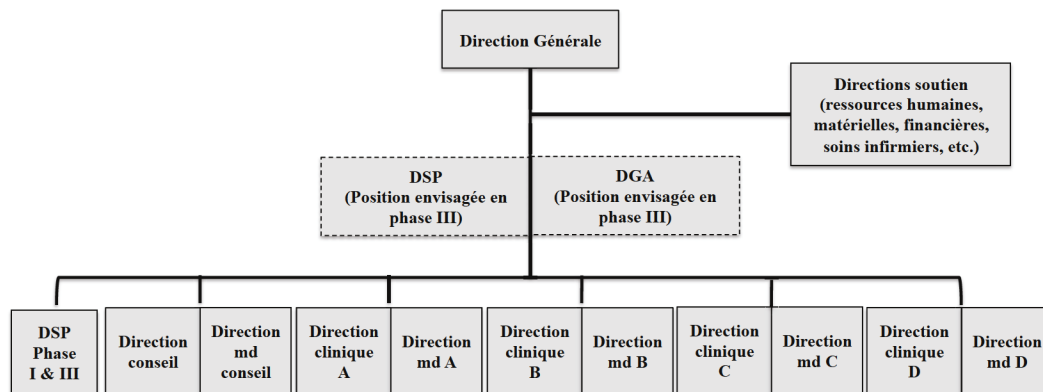 Direction Générale
Directions soutien
(ressources humaines,
matérielles, financières,
soins infirmiers, etc.)
DSP
(Position envisagée en
phase III)
DGA
(Position envisagée en
phase III)
DSP
Phase
I & III
Direction
conseil
Direction
md
conseil
Direction
clinique
A
Direction
md A
Direction
clinique
B
Direction
md B
Direction
clinique
C
Direction
md C
Direction
clinique
D
Direction
md D